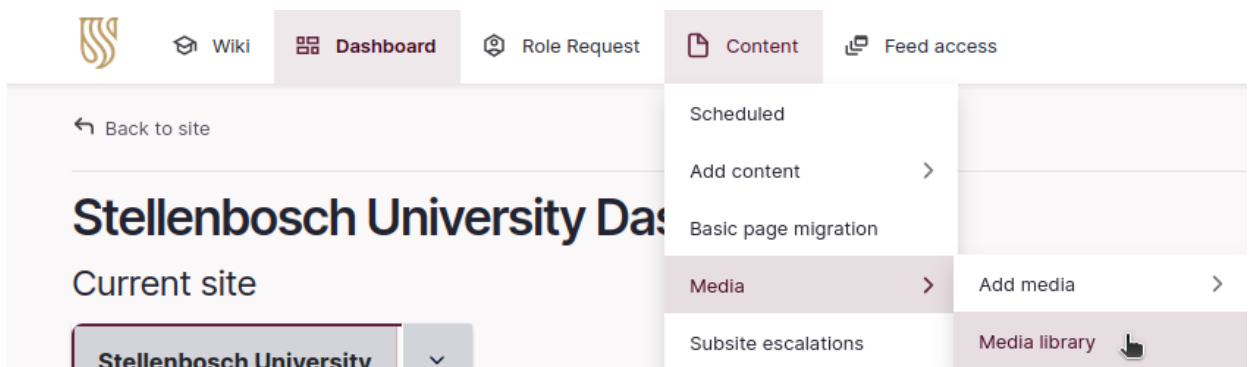 Wiki
Dashboard
Role Request
Content
Feed access
Back to site
Stellenbosch University Das
Current site
Stellenbosch University
Scheduled
Add content
Basic page migration
Media
Subsite escalations
Add media
Media library